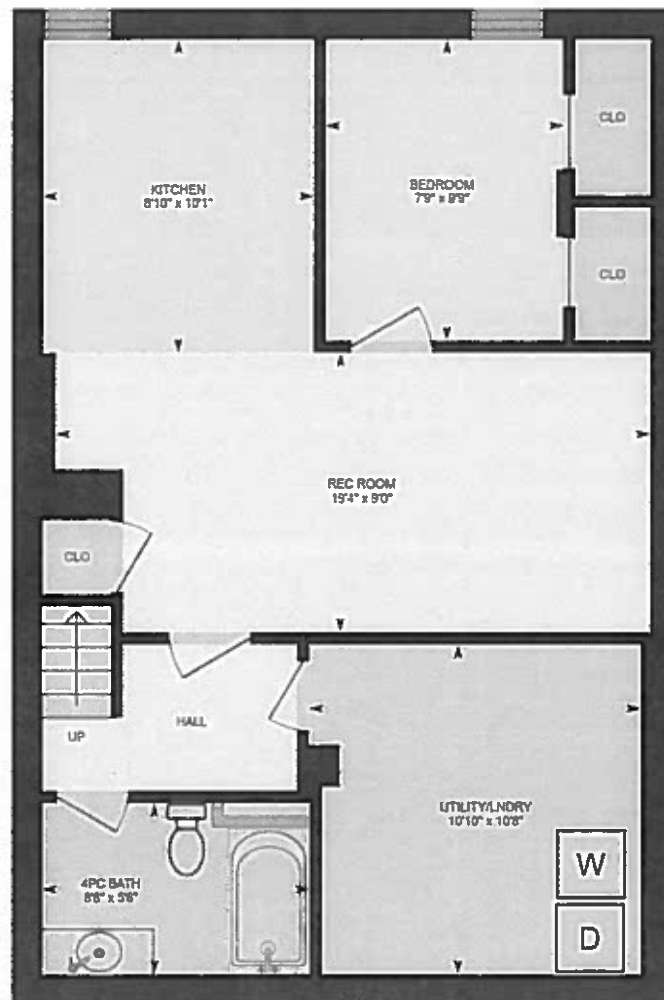 KITCHEN
8'10" x 10'1"
BEDROOM
7'9" x 9'9"
CLO
CLO
REC ROOM
19'4" x 9'0"
CLO
UP
HALL
UTILITY/LNDRY
10'10" x 10'8"
4PC BATH
8'8" x 5'6"
W
D